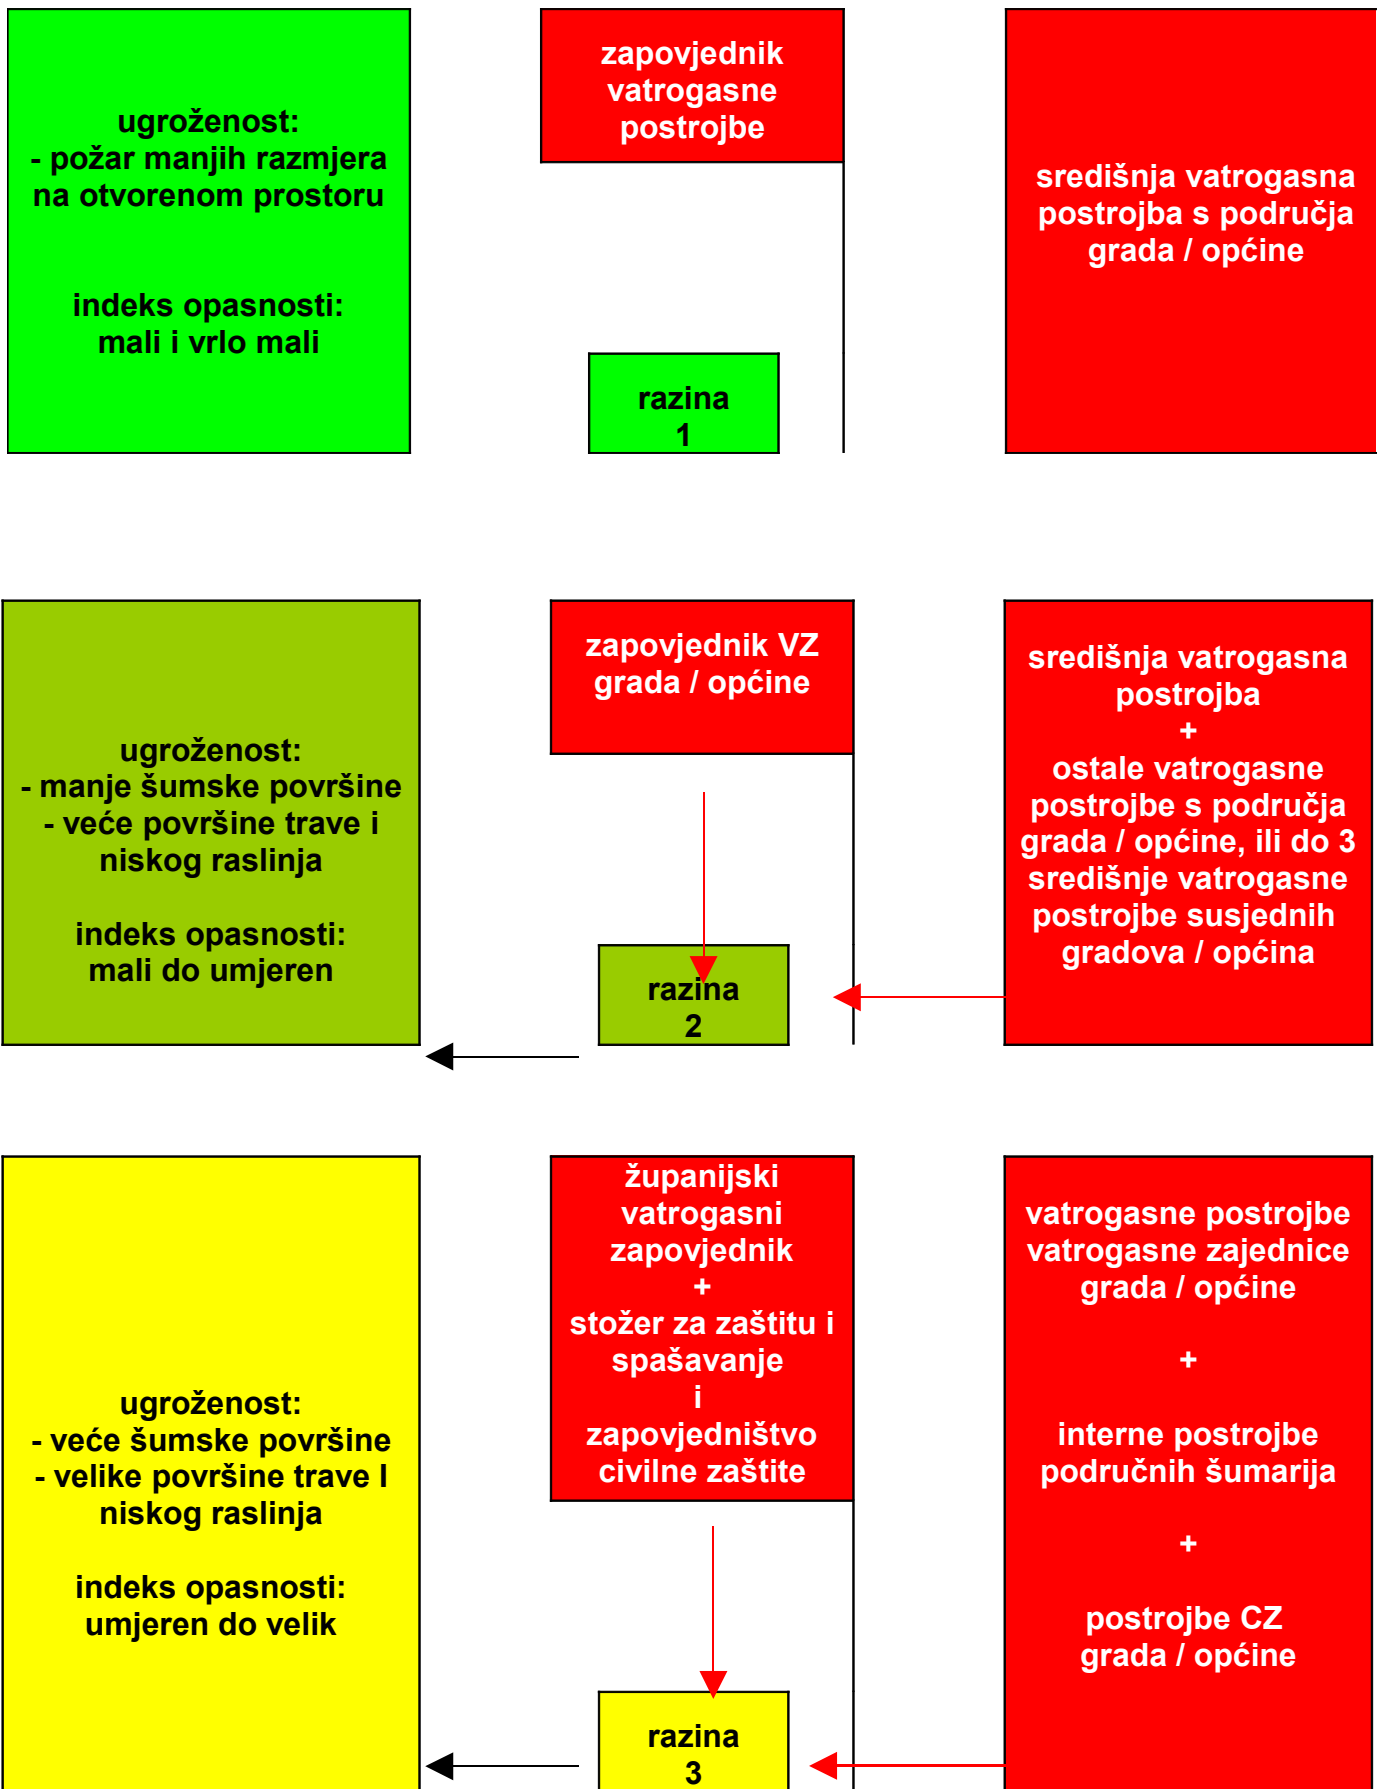 ugroženost:
- požar manjih razmjera
na otvorenom prostoru
indeks opasnosti:
mali i vrlo mali
zapovjednik
vatrogasne
postrojbe
razina
1
središnja vatrogasna
postrojba s područja
grada / općine
ugroženost:
- manje šumske površine
- veće površine trave i
niskog raslinja
indeks opasnosti:
mali do umjeren
zapovjednik VZ
grada / općine
razina
2
središnja vatrogasna
postrojba
+
ostale vatrogasne
postrojbe s područja
grada / općine, ili do 3
središnje vatrogasne
postrojbe susjednih
gradova / općina
ugroženost:
- veće šumske površine
- velike površine trave I
niskog raslinja
indeks opasnosti:
umjeren do velik
županijski
vatrogasni
zapovjednik
+
stožer za zaštitu i
spašavanje
i
zapovjedništvo
civilne zaštite
razina
3
vatrogasne postrojbe
vatrogasne zajednice
grada / općine
+
interne postrojbe
područnih šumarija
+
postrojbe CZ
grada / općine